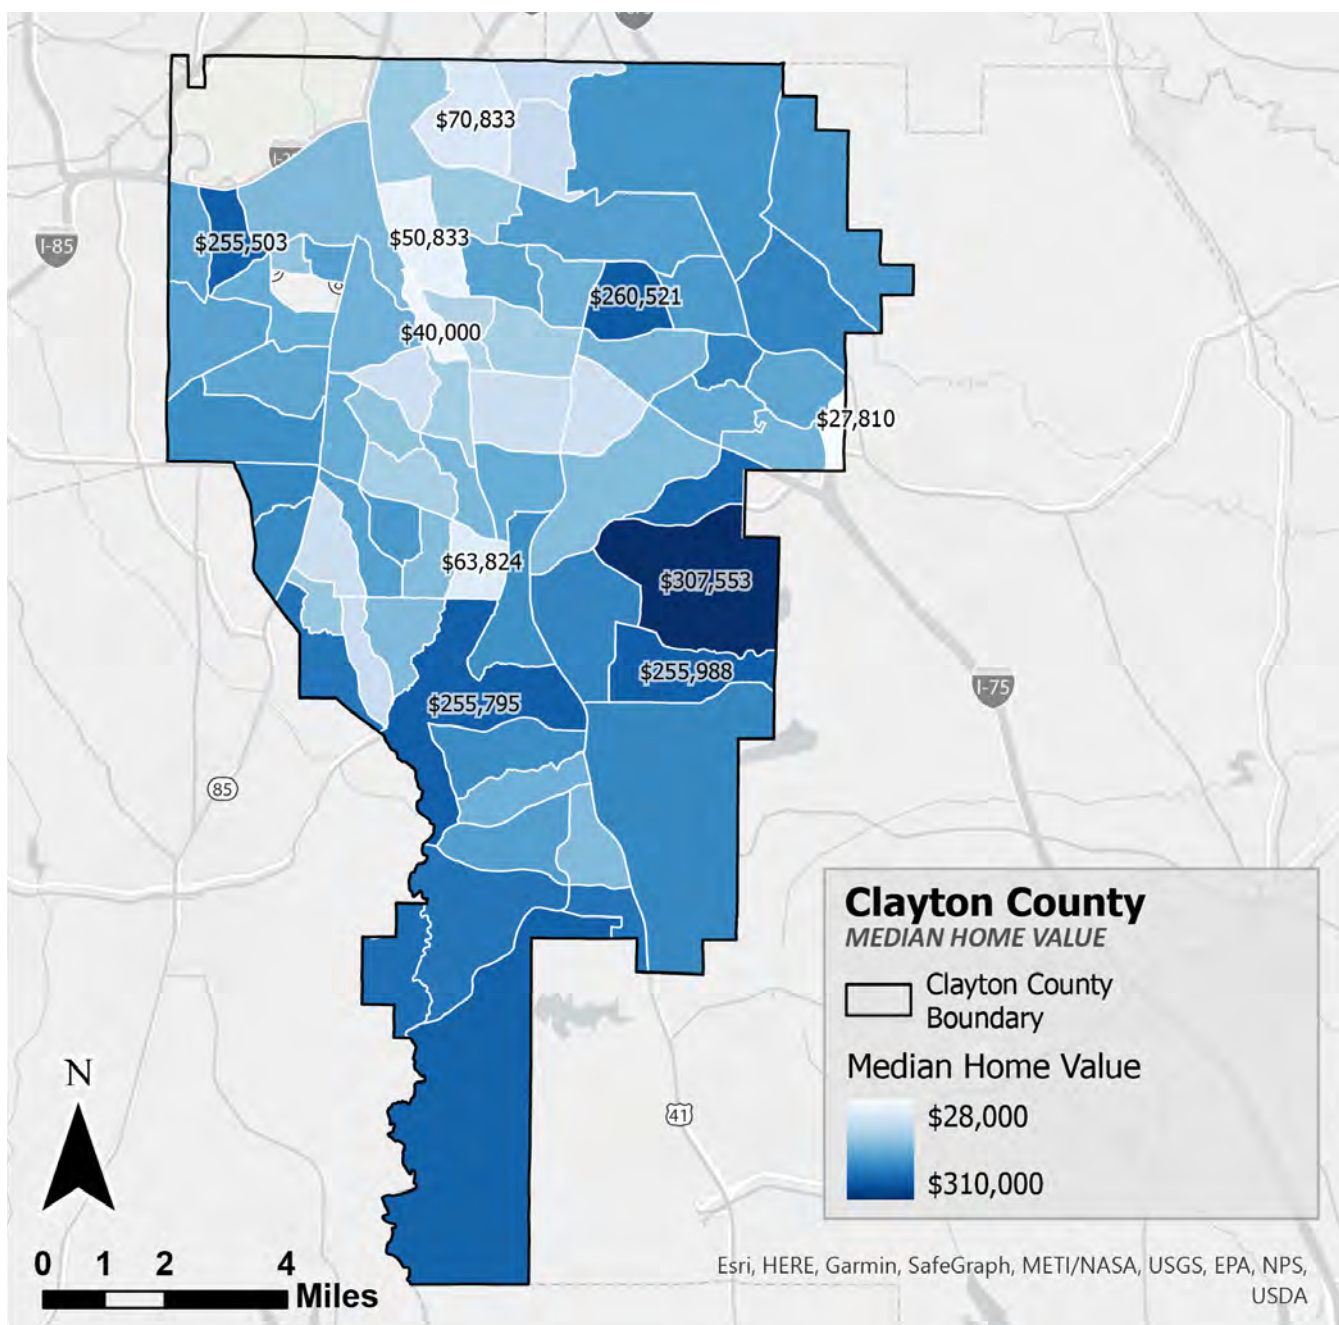 $70,833
$255,503
$50,833
I-85
$260,521
$40,000
$27,810
$63,824
$307,553
$255,988
I-75
$255,795
85
Clayton County
MEDIAN HOME VALUE
Clayton County
Boundary
Median Home Value
$28,000
$310,000
N
41
0 1 2 4
Miles
Esri, HERE, Garmin, SafeGraph, METI/NASA, USGS, EPA, NPS,
USDA